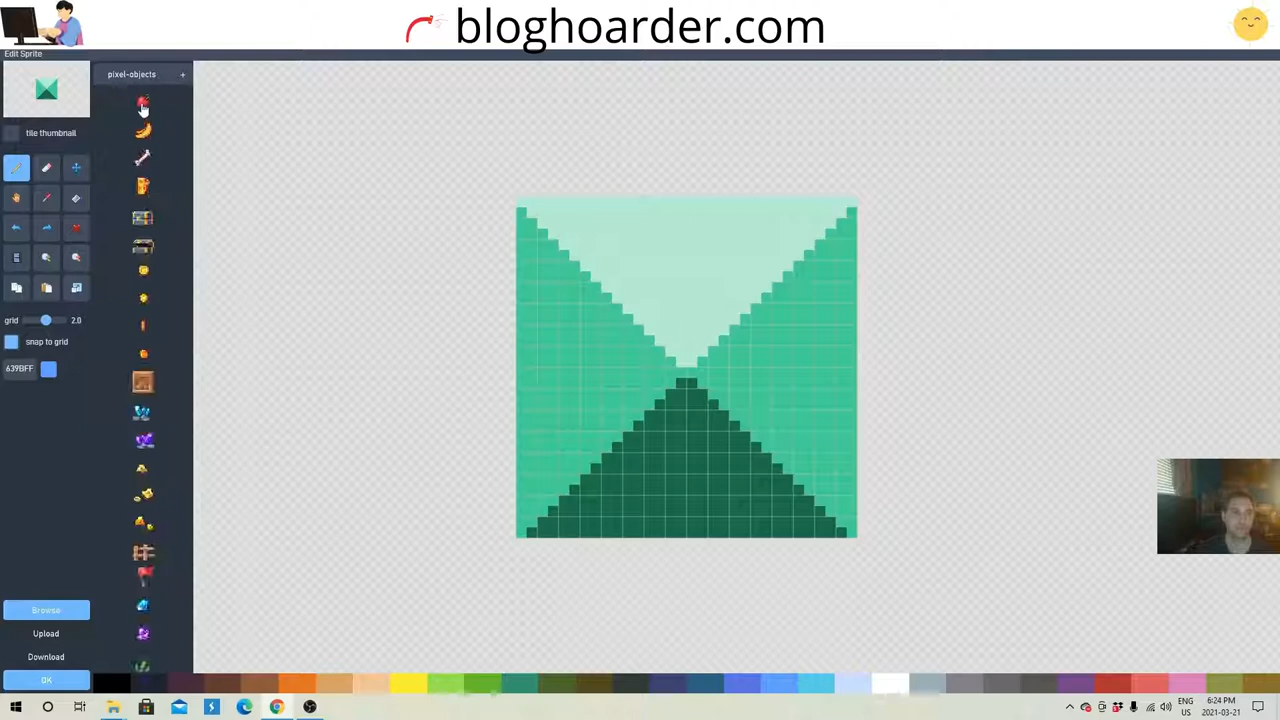 bloghoarder.com
Edit Sprite
pixel-objects +
tile thumbnail
grid 2.0
snap to grid
639BFF
Browse
Upload
Download
OK
ENG
US
6:24 PM
2021-03-21